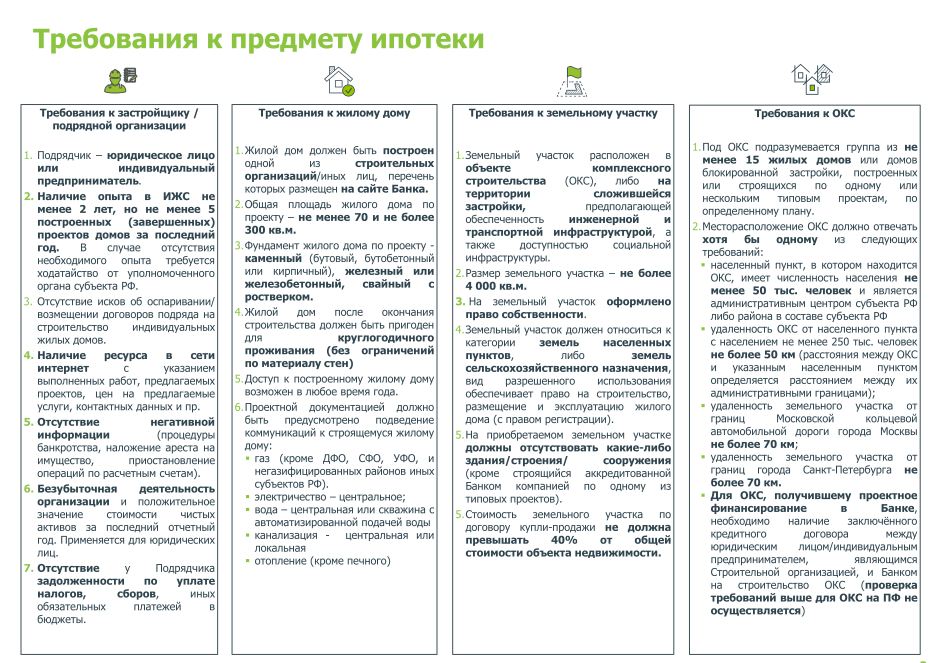 Требования к предмету ипотеки
Требования к застройщику /
подрядной организации
1. Подрядчик – юридическое лицо
или индивидуальный
предприниматель.
2. Наличие опыта в ИЖС не
менее 2 лет, но не менее 5
построенных (завершенных)
проектов домов за последний
год. В случае отсутствия
необходимого опыта требуется
ходатайство от уполномоченного
органа субъекта РФ.
3. Отсутствие исков об оспаривании/
возмещении договоров подряда на
строительство индивидуальных
жилых домов.
4. Наличие ресурса в сети
интернет с указанием
выполненных работ, предлагаемых
проектов, цен на предлагаемые
услуги, контактных данных и пр.
5. Отсутствие негативной
информации (процедуры
банкротства, наложение ареста на
имущество, приостановление
операций по расчетным счетам).
6. Безубыточная деятельность
организации и положительное
значение стоимости чистых
активов за последний отчетный
год. Применяется для юридических
лиц.
7. Отсутствие у Подрядчика
задолженности по уплате
налогов, сборов, иных
обязательных платежей в
бюджеты.
Требования к жилому дому
1. Жилой дом должен быть построен
одной из строительных
организаций/иных лиц, перечень
которых размещен на сайте Банка.
2. Общая площадь жилого дома по
проекту – не менее 70 и не более
300 кв.м.
3. Фундамент жилого дома по проекту -
каменный (бутовый, бутобетонный
или кирпичный), железный или
железобетонный, свайный с
ростверком.
4. Жилой дом после окончания
строительства должен быть пригоден
для круглогодичного
проживания (без ограничений
по материалу стен)
5. Доступ к построенному жилому дому
возможен в любое время года.
6. Проектной документацией должно
быть предусмотрено подведение
коммуникаций к строящемуся жилому
дому:
▪ газ (кроме ДФО, СФО, УФО, и
негазифицированных районов иных
субъектов РФ).
▪ электричество – центральное;
▪ вода – центральная или скважина с
автоматизированной подачей воды
▪ канализация - центральная или
локальная
▪ отопление (кроме печного)
Требования к земельному участку
1. Земельный участок расположен в
объекте комплексного
строительства (ОКС), либо на
территории сложившейся
застройки, предполагающей
обеспеченность инженерной и
транспортной инфраструктурой, а
также доступностью социальной
инфраструктуры.
2. Размер земельного участка – не более
4 000 кв.м.
3. На земельный участок оформлено
право собственности.
4. Земельный участок должен относиться к
категории земель населенных
пунктов, либо земель
сельскохозяйственного назначения,
вид разрешенного использования
обеспечивает право на строительство,
размещение и эксплуатацию жилого
дома (с правом регистрации).
5. На приобретаемом земельном участке
должны отсутствовать какие-либо
здания/строения/ сооружения
(кроме строящийся аккредитованной
Банком компанией по одному из
типовых проектов).
5. Стоимость земельного участка по
договору купли-продажи не должна
превышать 40% от общей
стоимости объекта недвижимости.
Требования к ОКС
1. Под ОКС подразумевается группа из не
менее 15 жилых домов или домов
блокированной застройки, построенных
или строящихся по одному или
нескольким типовым проектам, по
определенному плану.
2. Месторасположение ОКС должно отвечать
хотя бы одному из следующих
требований:
▪ населенный пункт, в котором находится
ОКС, имеет численность населения не
менее 50 тыс. человек и является
административным центром субъекта РФ
либо района в составе субъекта РФ
▪ удаленность ОКС от населенного пункта
с населением не менее 250 тыс. человек
не более 50 км (расстояния между ОКС
и указанным населенным пунктом
определяется расстоянием между их
административными границами);
▪ удаленность земельного участка от
границ Московской кольцевой
автомобильной дороги города Москвы
не более 70 км;
▪ удаленность земельного участка от
границ города Санкт-Петербурга не
более 70 км.
▪ Для ОКС, получившему проектное
финансирование в Банке,
необходимо наличие заключённого
кредитного договора между
юридическим лицом/индивидуальным
предпринимателем, являющимся
Строительной организацией, и Банком
на строительство ОКС (проверка
требований выше для ОКС на ПФ не
осуществляется)